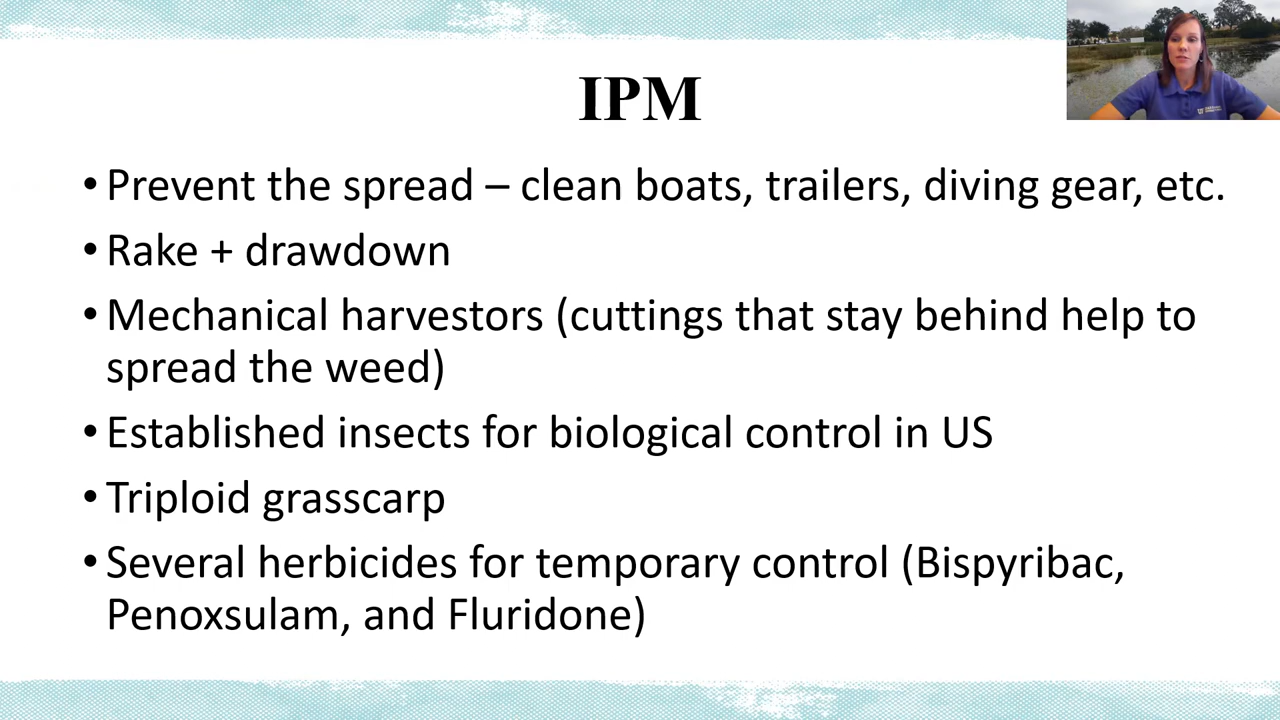 IPM
• Prevent the spread – clean boats, trailers, diving gear, etc.
• Rake + drawdown
• Mechanical harvestors (cuttings that stay behind help to
spread the weed)
• Established insects for biological control in US
• Triploid grasscarp
• Several herbicides for temporary control (Bispyribac,
Penoxsulam, and Fluridone)